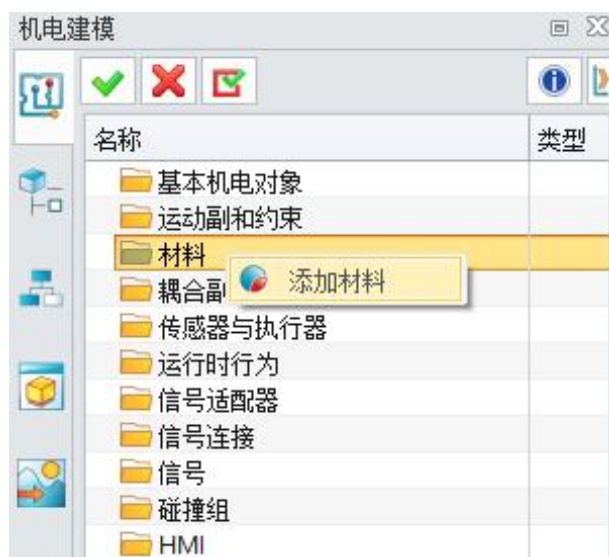 机电建模
名称 类型
基本机电对象
运动副和约束
材料
添加材料
耦合副
传感器与执行器
运行时行为
信号适配器
信号连接
信号
碰撞组
HMI